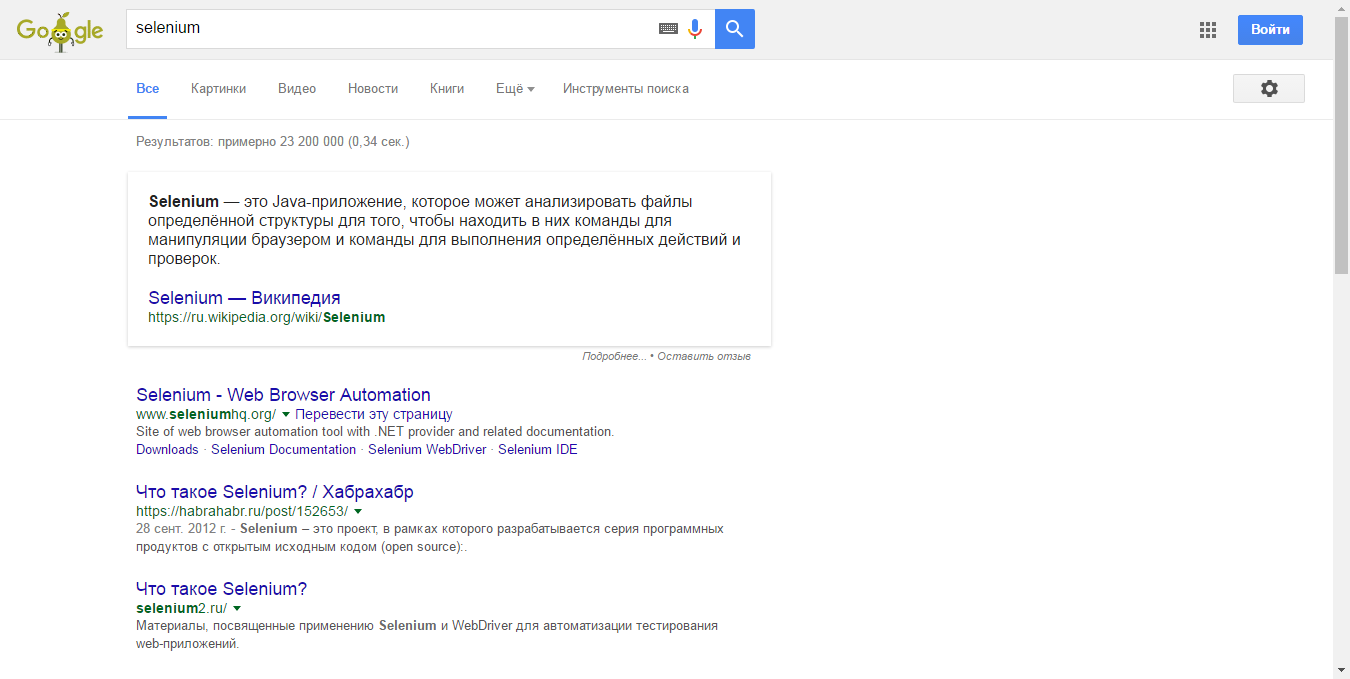 Google
selenium
Войти
Все Картинки Видео Новости Книги Ещё Инструменты поиска
Результатов: примерно 23 200 000 (0,34 сек.)
Selenium — это Java-приложение, которое может анализировать файлы
определённой структуры для того, чтобы находить в них команды для
манипуляции браузером и команды для выполнения определённых действий и
проверок.
Selenium — Википедия
https://ru.wikipedia.org/wiki/Selenium
Подробнее... • Оставить отзыв
Selenium - Web Browser Automation
www.seleniumhq.org/ Перевести эту страницу
Site of web browser automation tool with .NET provider and related documentation.
Downloads · Selenium Documentation · Selenium WebDriver · Selenium IDE
Что такое Selenium? / Хабрахабр
https://habrahabr.ru/post/152653/
28 сент. 2012 г. - Selenium – это проект, в рамках которого разрабатывается серия программных
продуктов с открытым исходным кодом (open source):.
Что такое Selenium?
selenium2.ru/
Материалы, посвященные применению Selenium и WebDriver для автоматизации тестирования
web-приложений.